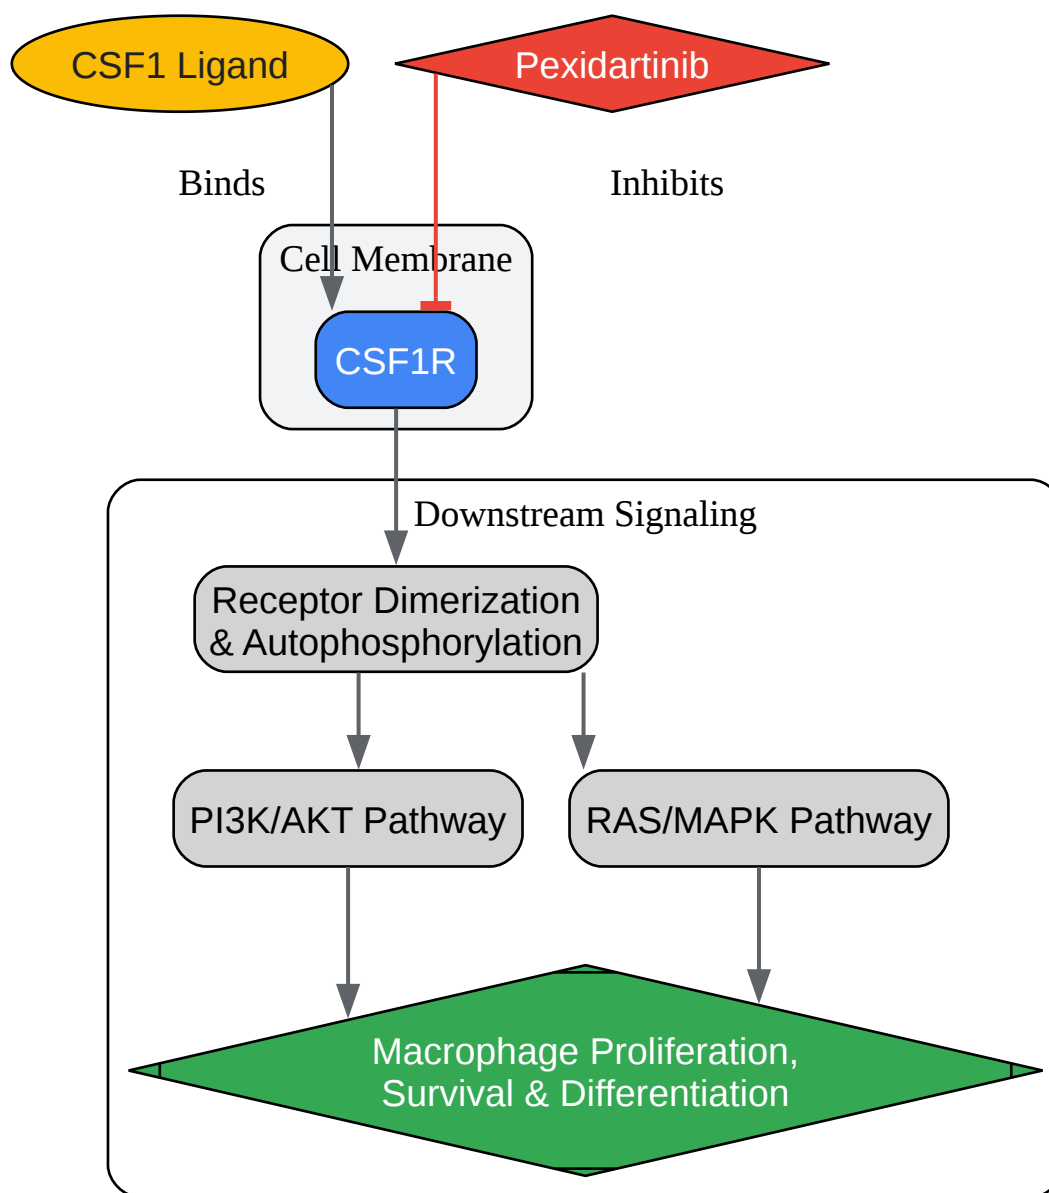 CSF1 Ligand
Pexidartinib
Binds
Inhibits
Cell Membrane
CSF1R
Downstream Signaling
Receptor Dimerization
& Autophosphorylation
PI3K/AKT Pathway
RAS/MAPK Pathway
Macrophage Proliferation,
Survival & Differentiation